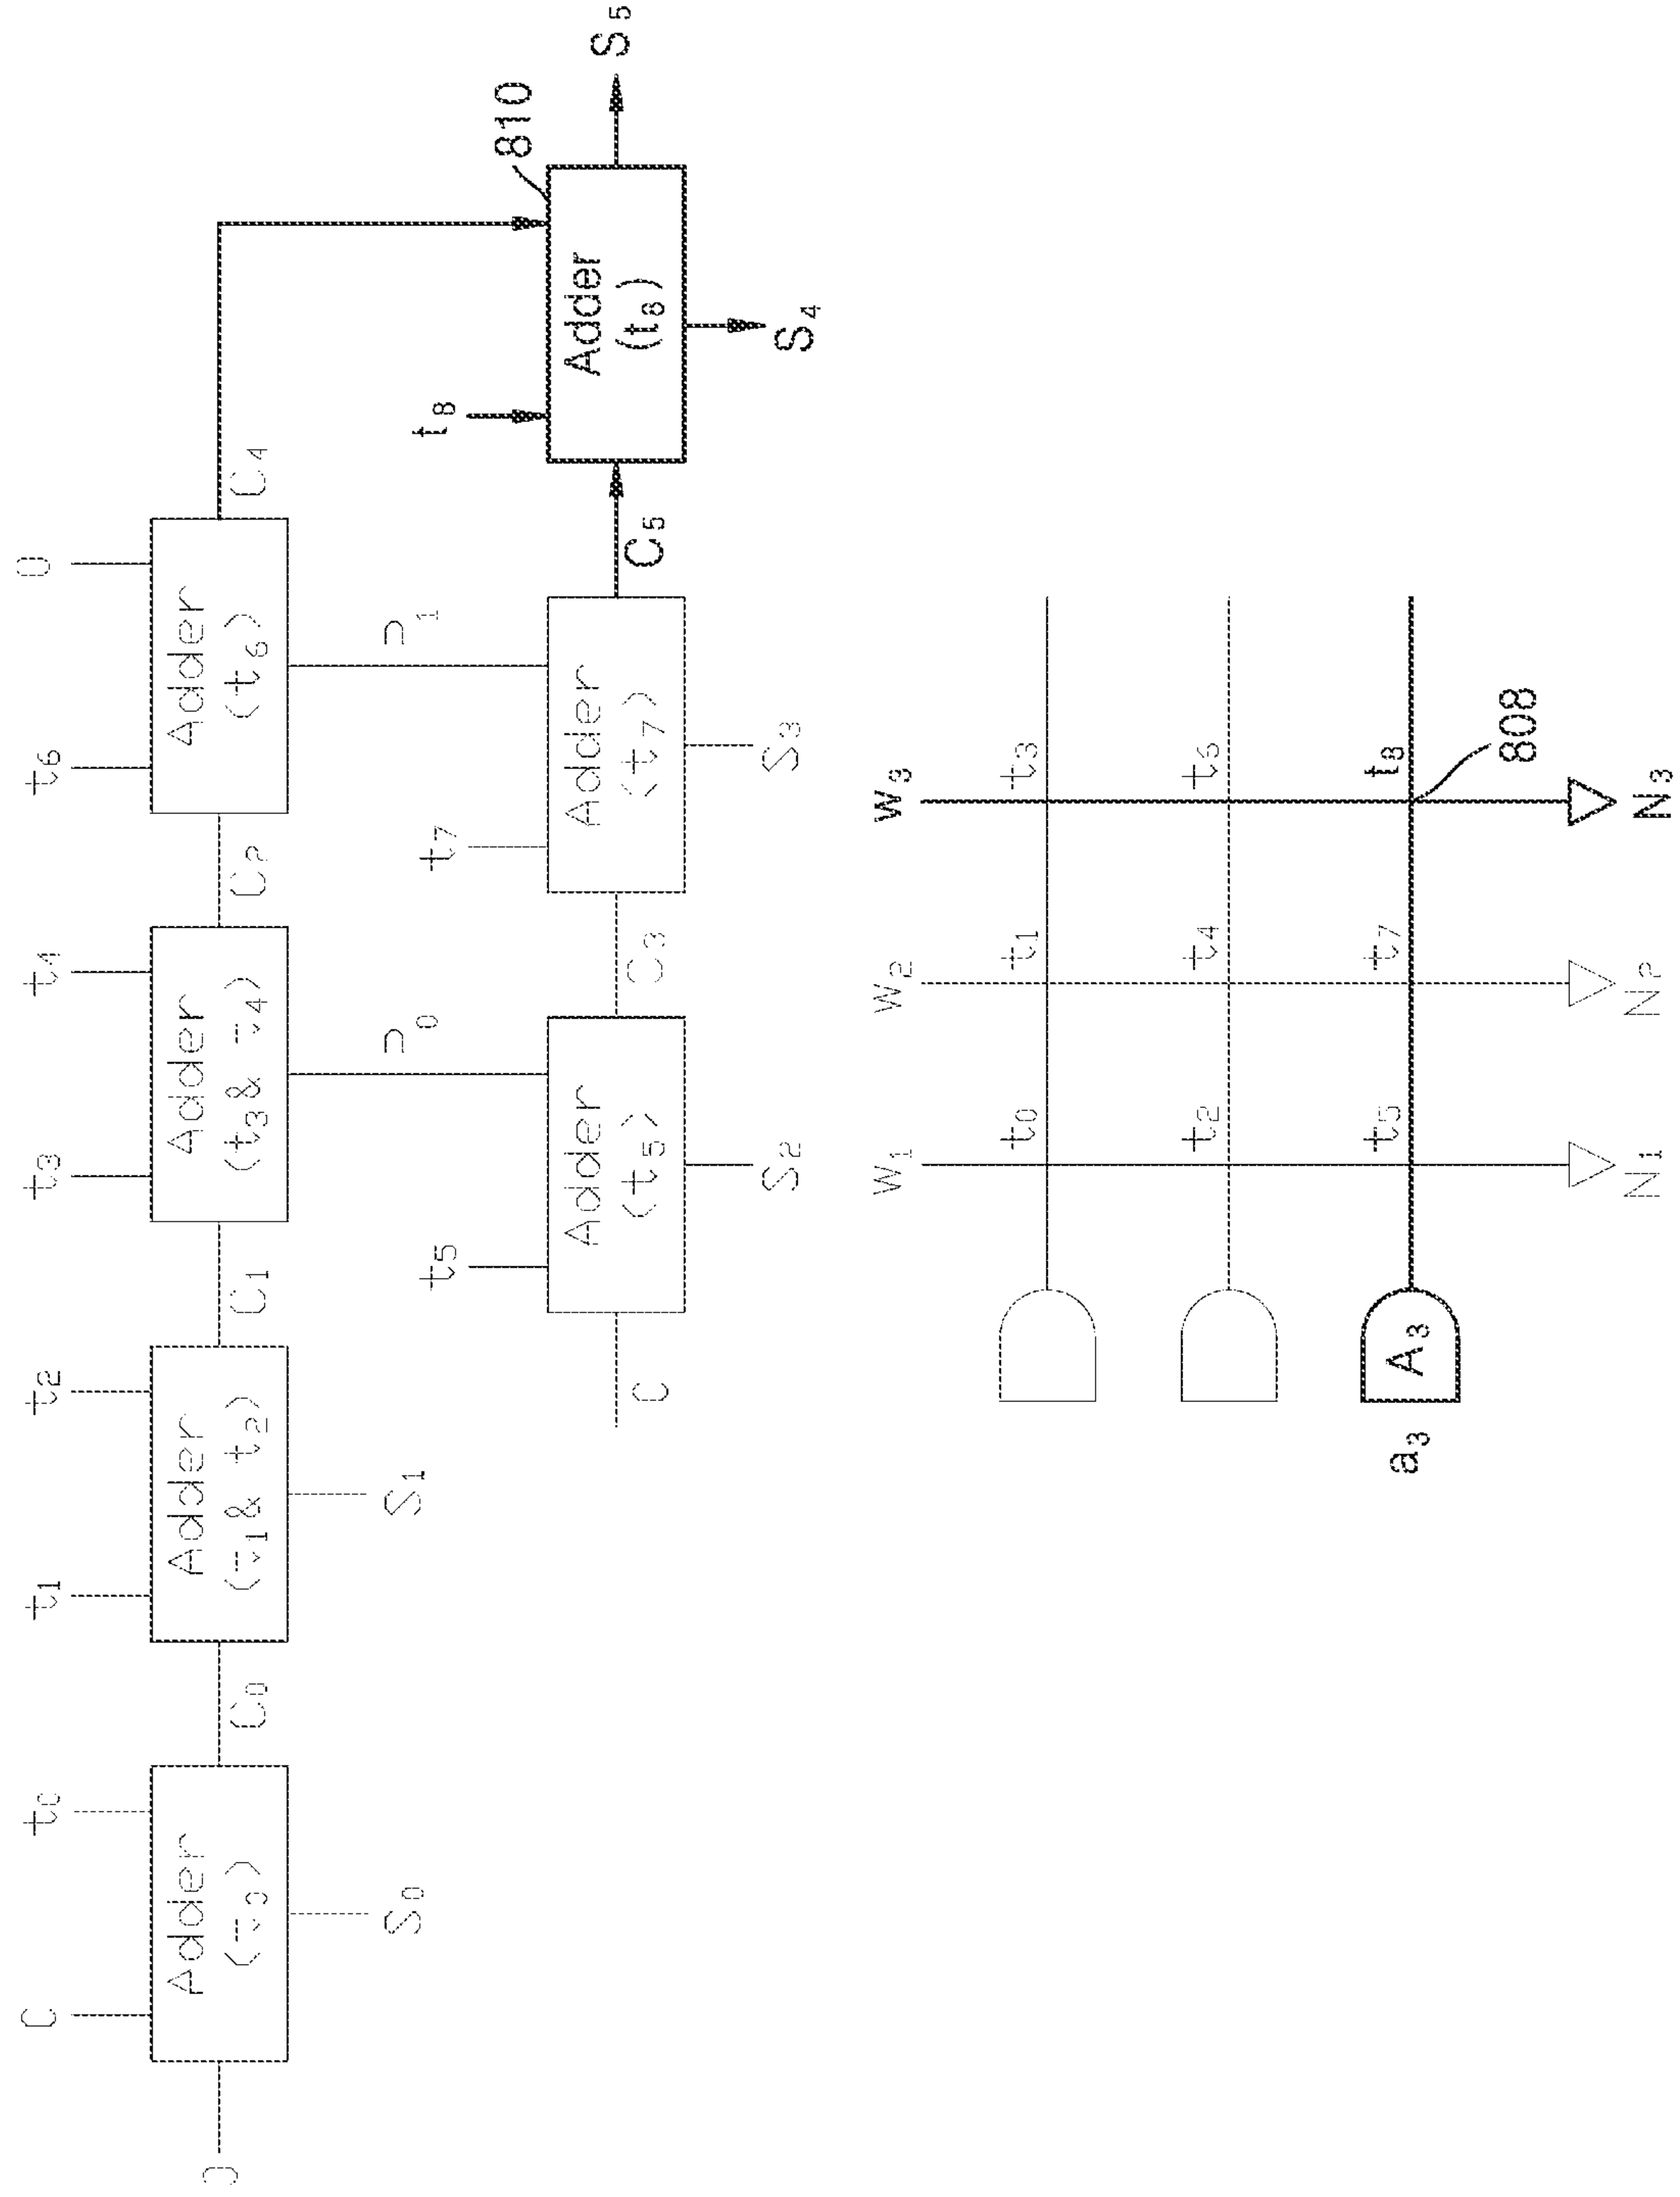 0 t₆ t₄ t₃ t₂ t₁ t₀ 0
Adder (t₆)
Adder (t₃ & t₄)
Adder (t₁ & t₂)
Adder (t₀)
0
C₄ C₂ C₁ C₀
n₁ n₀ S₁ S₀
t₈ t₇ t₅
810
Adder (t₈)
Adder (t₇)
Adder (t₅)
S₅ C₅ C₃ 0
S₄ S₃ S₂
W₃ W₂ W₁
t₃ t₁ t₀
t₆ t₄ t₂
t₈ t₇ t₅
A₃
a₃
808
N₃ N₂ N₁